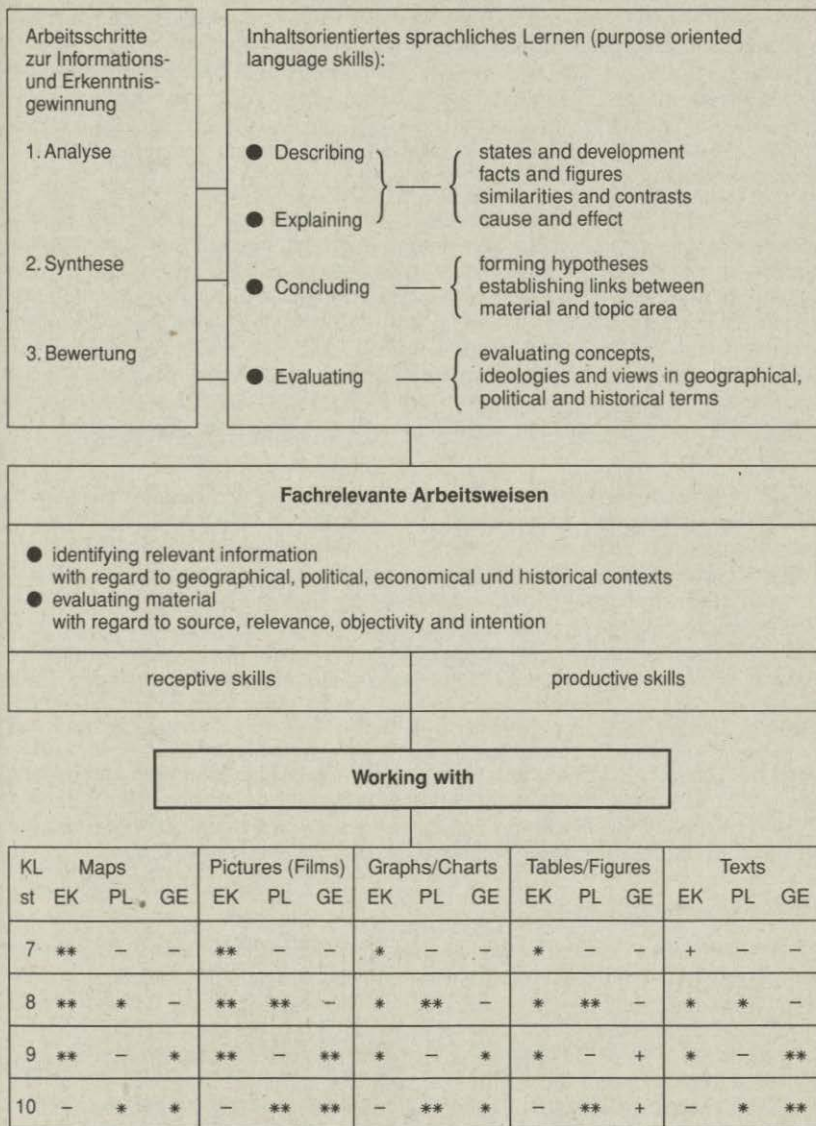 Arbeitsschritte
zur Informations-
und Erkenntnis-
gewinnung
1. Analyse
2. Synthese
3. Bewertung
Inhaltsorientiertes sprachliches Lernen (purpose oriented
language skills):
● Describing
● Explaining
states and development
facts and figures
similarities and contrasts
cause and effect
● Concluding
forming hypotheses
establishing links between
material and topic area
● Evaluating
evaluating concepts,
ideologies and views in geographical,
political and historical terms
Fachrelevante Arbeitsweisen
● identifying relevant information
with regard to geographical, political, economical und historical contexts
● evaluating material
with regard to source, relevance, objectivity and intention
receptive skills productive skills
Working with
KL Maps Pictures (Films) Graphs/Charts Tables/Figures Texts
st EK PL GE EK PL GE EK PL GE EK PL GE EK PL GE
7 ** – – ** – – * – – * – – + – –
8 ** * – ** ** – * ** – * ** – * * –
9 ** – * ** – ** * – * * – + * – **
10 – * * – ** ** – ** * – ** + – * **